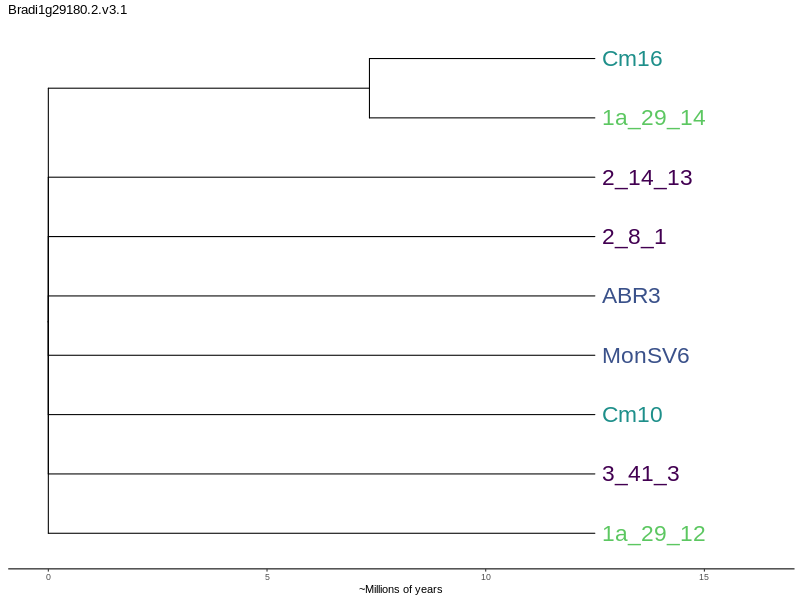 Bradi1g29180.2.v3.1
Cm16
1a_29_14
2_14_13
2_8_1
ABR3
MonSV6
Cm10
3_41_3
1a_29_12
0 5 10 15
~Millions of years